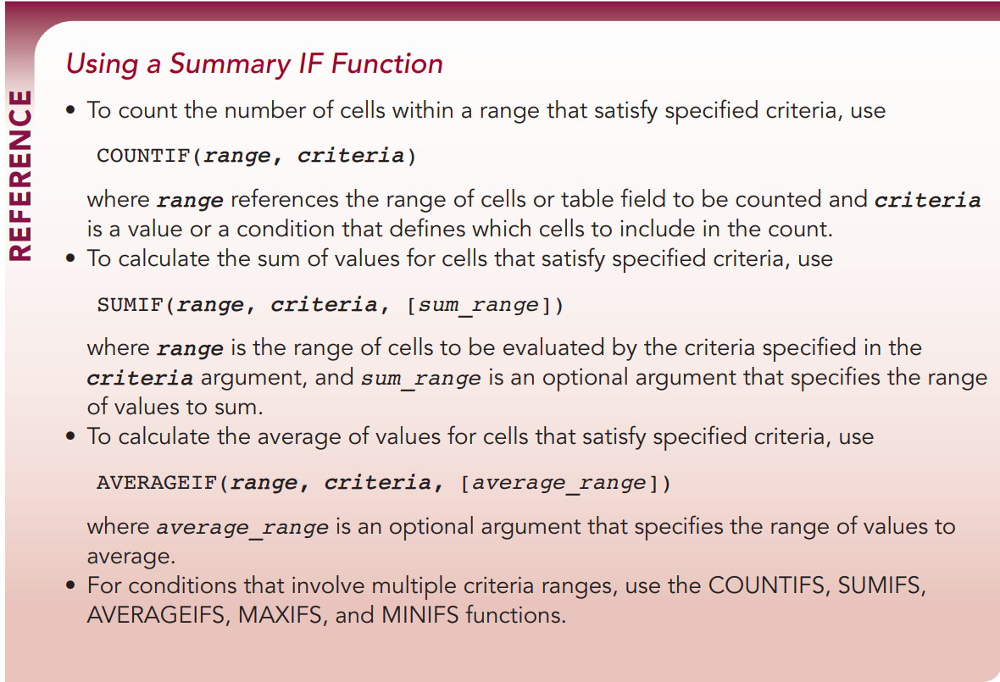 REFERENCE
Using a Summary IF Function
• To count the number of cells within a range that satisfy specified criteria, use
COUNTIF(range, criteria)
where range references the range of cells or table field to be counted and criteria
is a value or a condition that defines which cells to include in the count.
• To calculate the sum of values for cells that satisfy specified criteria, use
SUMIF(range, criteria, [sum_range])
where range is the range of cells to be evaluated by the criteria specified in the
criteria argument, and sum_range is an optional argument that specifies the range
of values to sum.
• To calculate the average of values for cells that satisfy specified criteria, use
AVERAGEIF(range, criteria, [average_range])
where average_range is an optional argument that specifies the range of values to
average.
• For conditions that involve multiple criteria ranges, use the COUNTIFS, SUMIFS,
AVERAGEIFS, MAXIFS, and MINIFS functions.